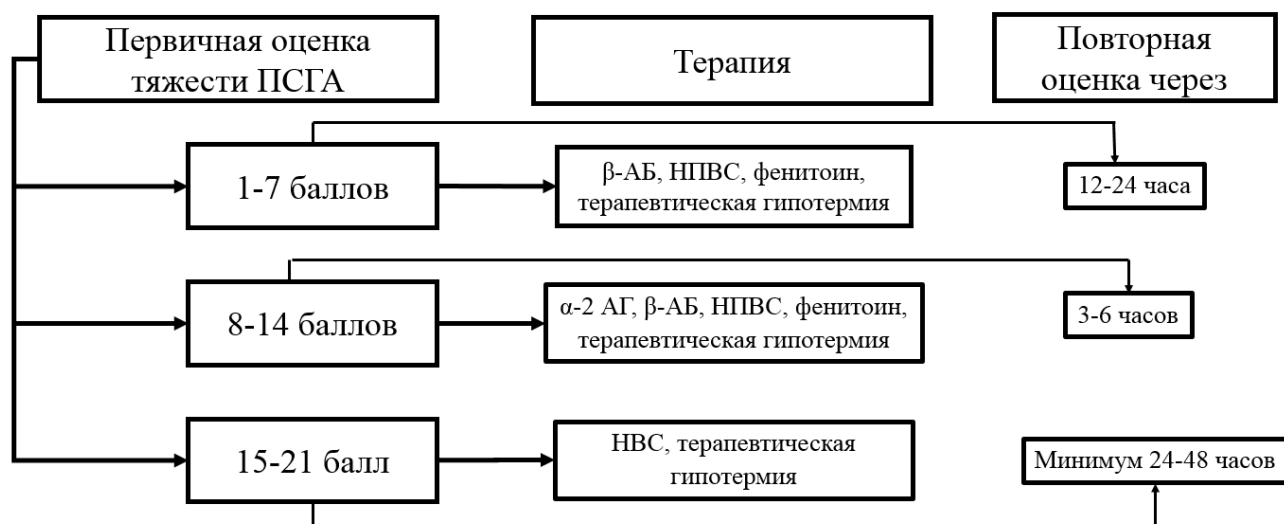 Первичная оценка
тяжести ПСГА
Терапия
Повторная
оценка через
1-7 баллов
β-АБ, НПВС, фенитоин,
терапевтическая гипотермия
12-24 часа
8-14 баллов
α-2 АГ, β-АБ, НПВС, фенитоин,
терапевтическая гипотермия
3-6 часов
15-21 балл
НВС, терапевтическая
гипотермия
Минимум 24-48 часов